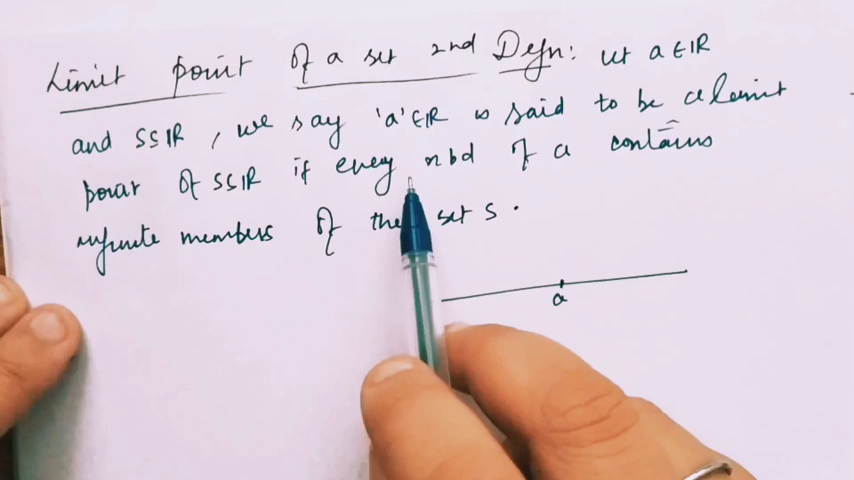 Limit point of a set 2nd Defn: Let a ∈ IR
and S ⊆ IR, we say 'a' ∈ IR is said to be a limit
point of S ⊆ IR if every nbd of a contains
infinite members of the set S.
a